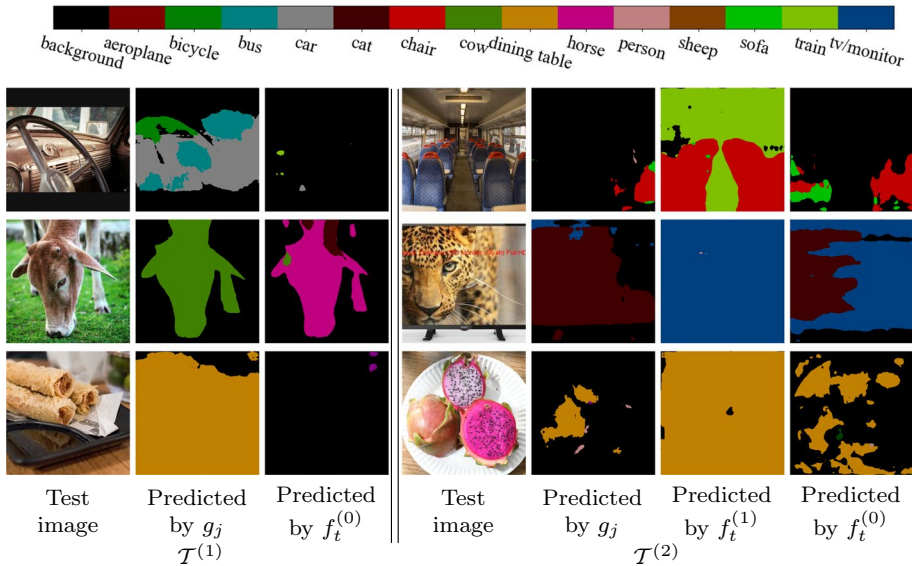 background aeroplane bicycle bus car cat chair cow dining table horse person sheep sofa train tv/monitor
Test image
Predicted by g_j
Predicted by f_t^{(0)}
Test image
Predicted by g_j
Predicted by f_t^{(1)}
Predicted by f_t^{(0)}
𝒯^{(1)}
𝒯^{(2)}